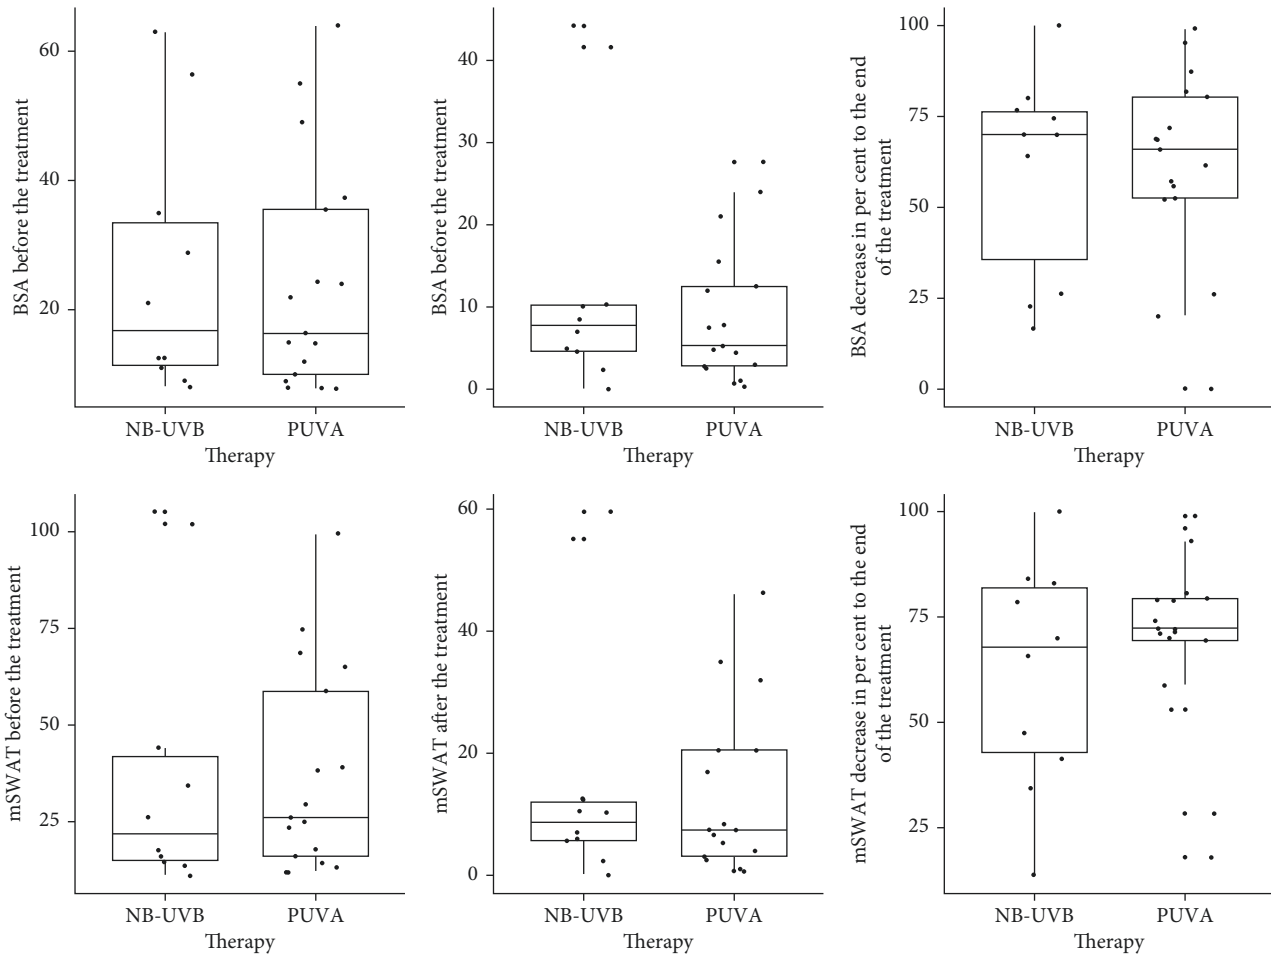 BSA before the treatment
60
40
20
NB-UVB PUVA
Therapy
BSA before the treatment
40
30
20
10
0
NB-UVB PUVA
Therapy
BSA decrease in per cent to the end
of the treatment
100
75
50
25
0
NB-UVB PUVA
Therapy
mSWAT before the treatment
100
75
50
25
NB-UVB PUVA
Therapy
mSWAT after the treatment
60
40
20
0
NB-UVB PUVA
Therapy
mSWAT decrease in per cent to the end
of the treatment
100
75
50
25
NB-UVB PUVA
Therapy